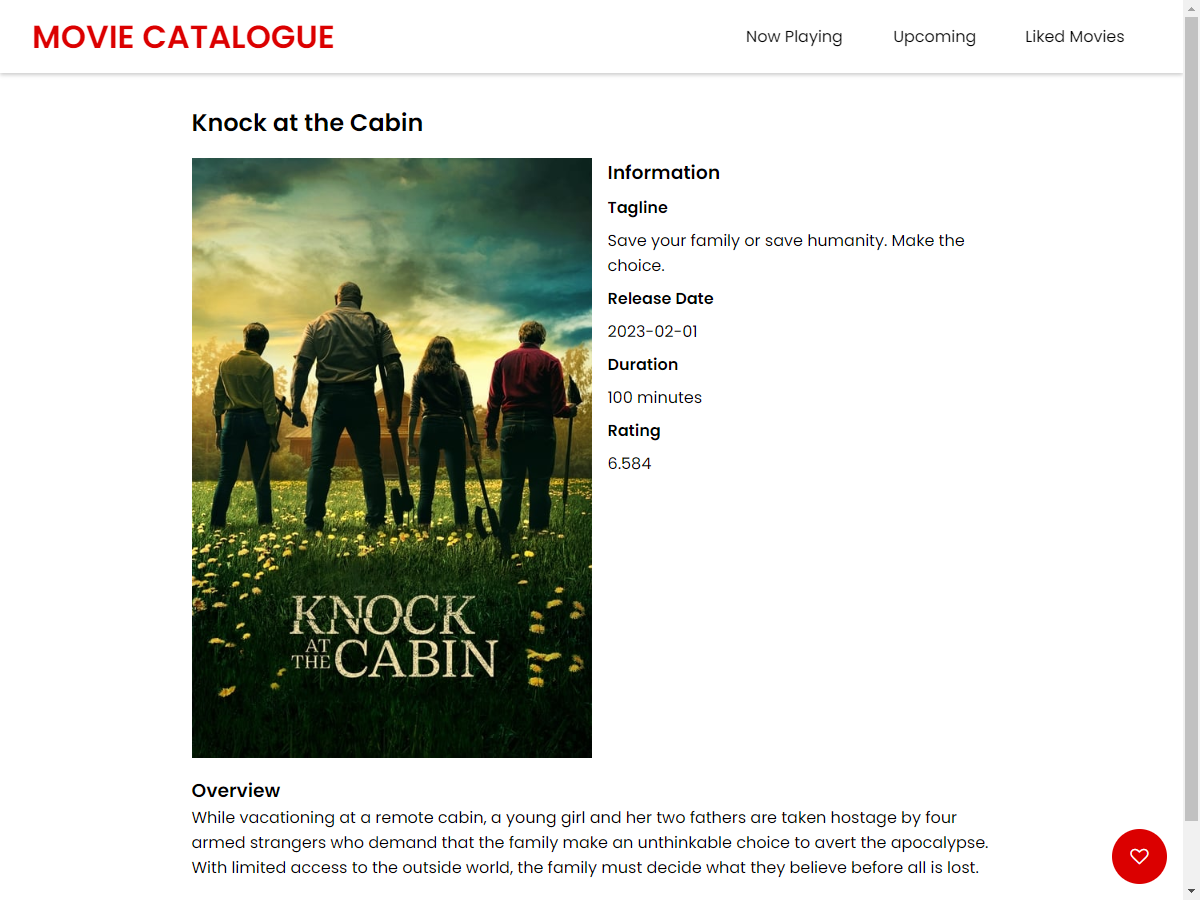 MOVIE CATALOGUE
Now Playing
Upcoming
Liked Movies
Knock at the Cabin
KNOCK
AT
THE CABIN
Information
Tagline
Save your family or save humanity. Make the
choice.
Release Date
2023-02-01
Duration
100 minutes
Rating
6.584
Overview
While vacationing at a remote cabin, a young girl and her two fathers are taken hostage by four
armed strangers who demand that the family make an unthinkable choice to avert the apocalypse.
With limited access to the outside world, the family must decide what they believe before all is lost.